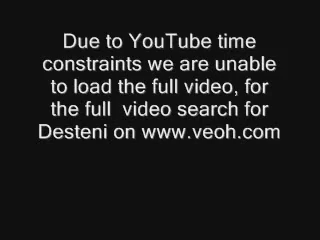 Due to YouTube time
constraints we are unable
to load the full video, for
the full  video search for
Desteni on www.veoh.com